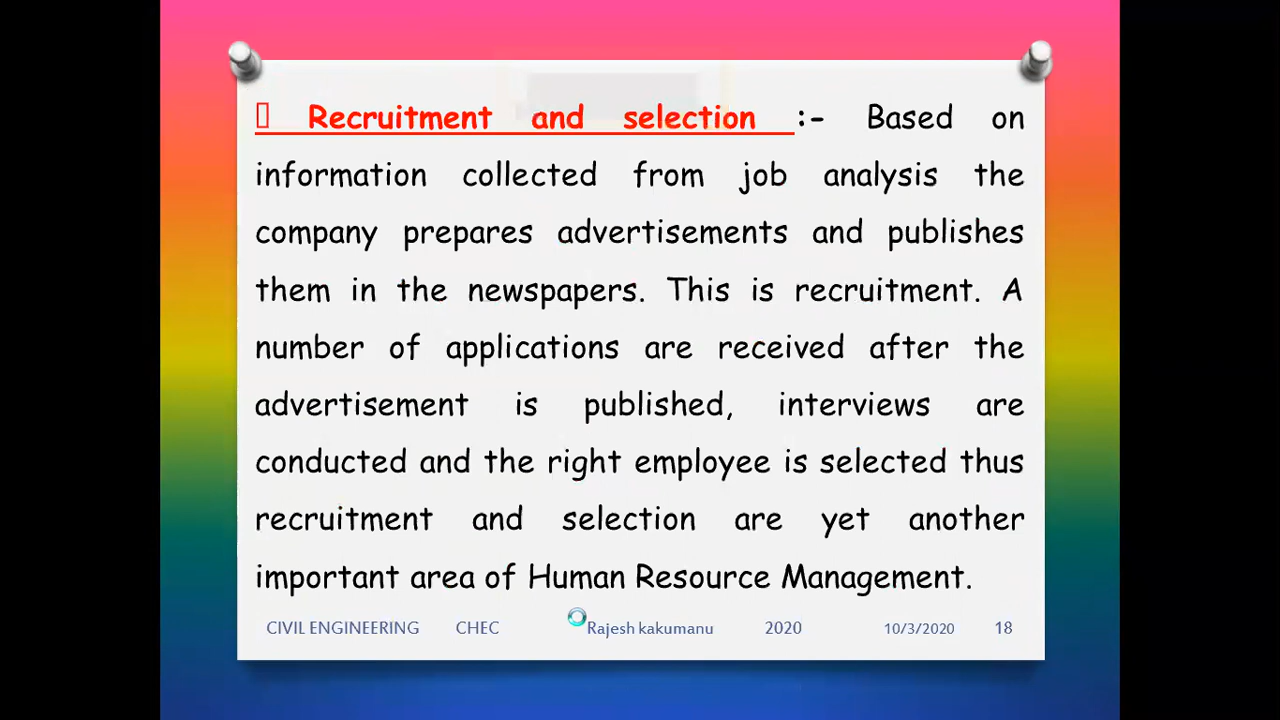 Recruitment and selection :- Based on
information collected from job analysis the
company prepares advertisements and publishes
them in the newspapers. This is recruitment. A
number of applications are received after the
advertisement is published, interviews are
conducted and the right employee is selected thus
recruitment and selection are yet another
important area of Human Resource Management.
CIVIL ENGINEERING CHEC Rajesh kakumanu 2020 10/3/2020 18